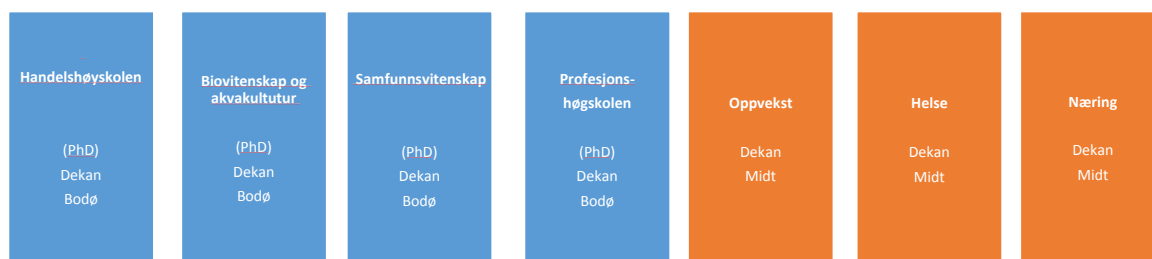 Handelshøyskolen
(PhD)
Dekan
Bodø
Biovitenskap og
akvakultutur
(PhD)
Dekan
Bodø
Samfunnsvitenskap
(PhD)
Dekan
Bodø
Profesjons-
høgskolen
(PhD)
Dekan
Bodø
Oppvekst
Dekan
Midt
Helse
Dekan
Midt
Næring
Dekan
Midt